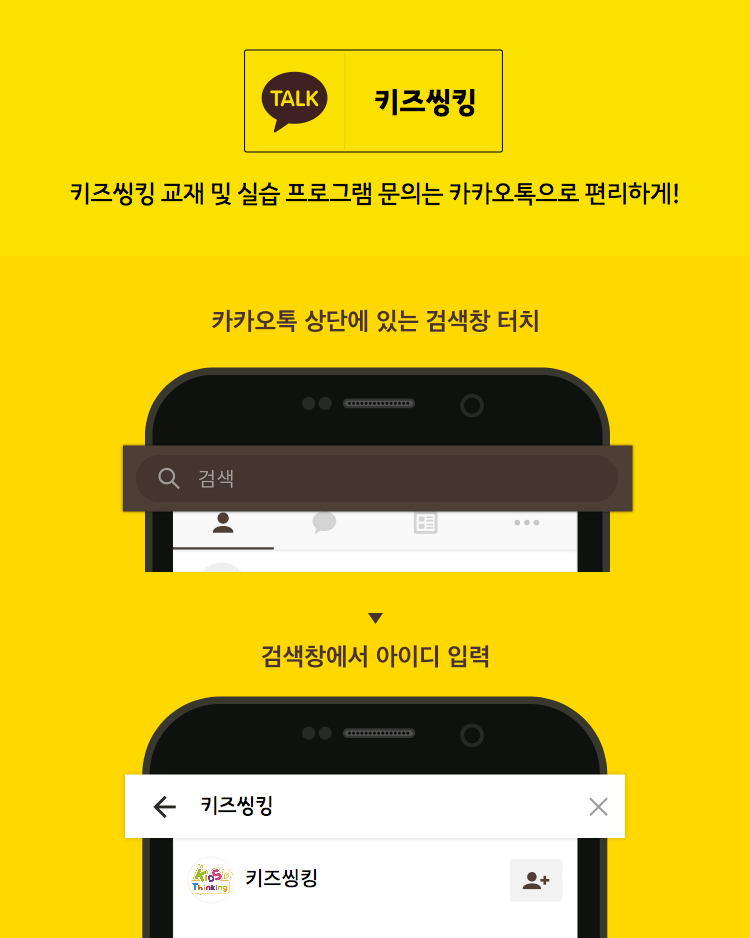 TALK
키즈씽킹
키즈씽킹 교재 및 실습 프로그램 문의는 카카오톡으로 편리하게!
카카오톡 상단에 있는 검색창 터치
검색
검색창에서 아이디 입력
키즈씽킹
KiDS
Thinking
키즈씽킹